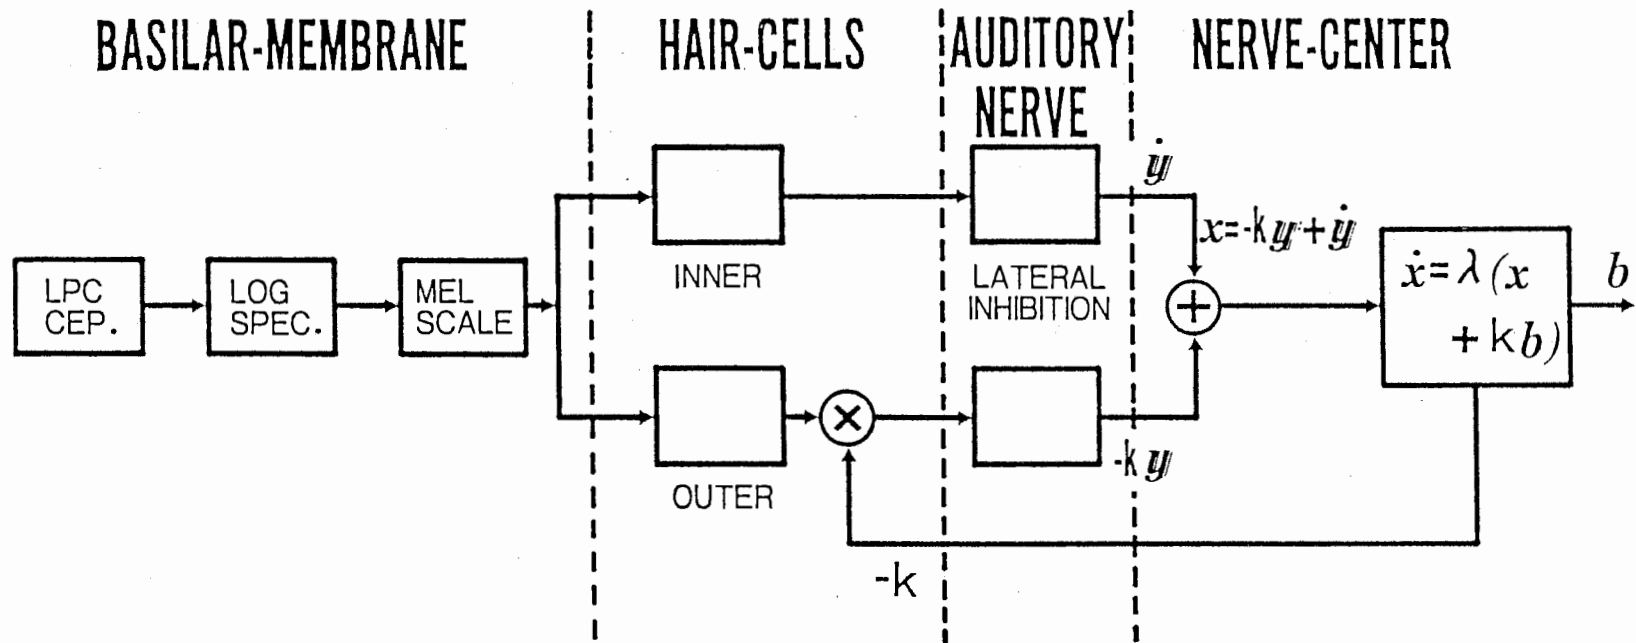 BASILAR-MEMBRANE
HAIR-CELLS
AUDITORY
NERVE
NERVE-CENTER
LPC
CEP.
LOG
SPEC.
MEL
SCALE
INNER
OUTER
LATERAL
INHIBITION
ẏ
x=-ky+ẏ
+
×
-ky
-k
ẋ=λ(x
+kb)
b